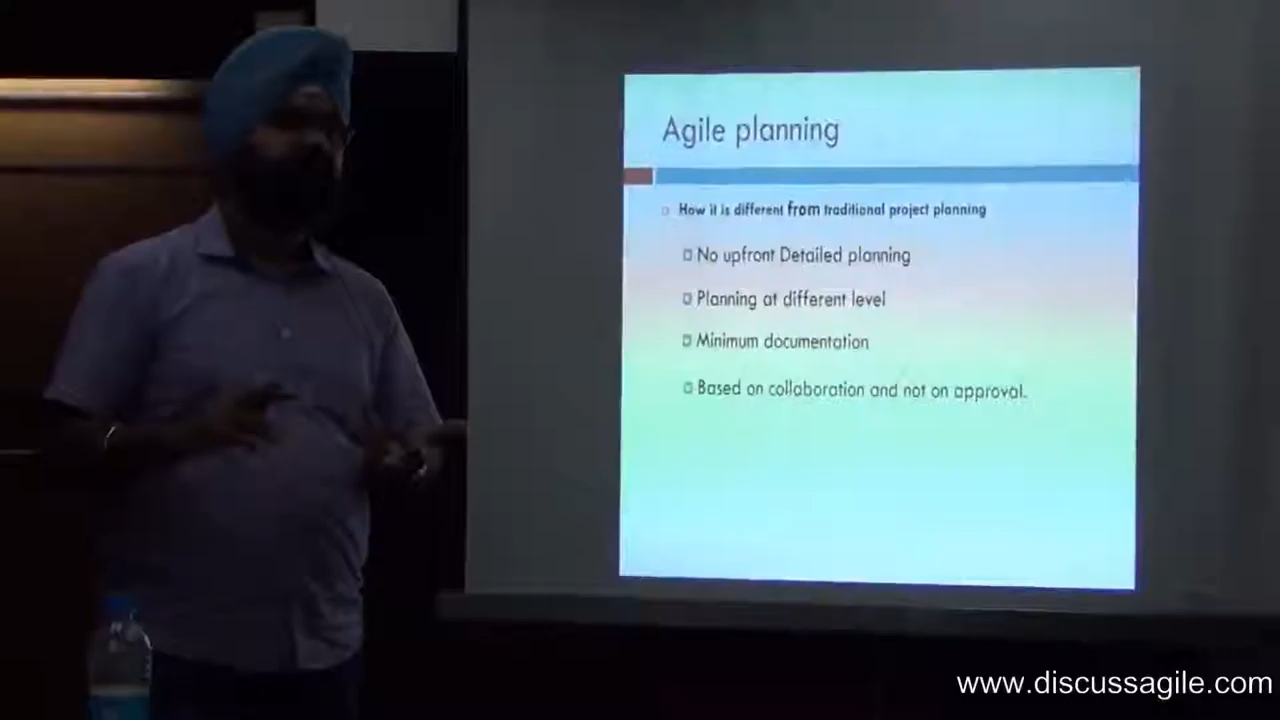 Agile planning
How it is different from traditional project planning
No upfront Detailed planning
Planning at different level
Minimum documentation
Based on collaboration and not on approval.
www.discussagile.com